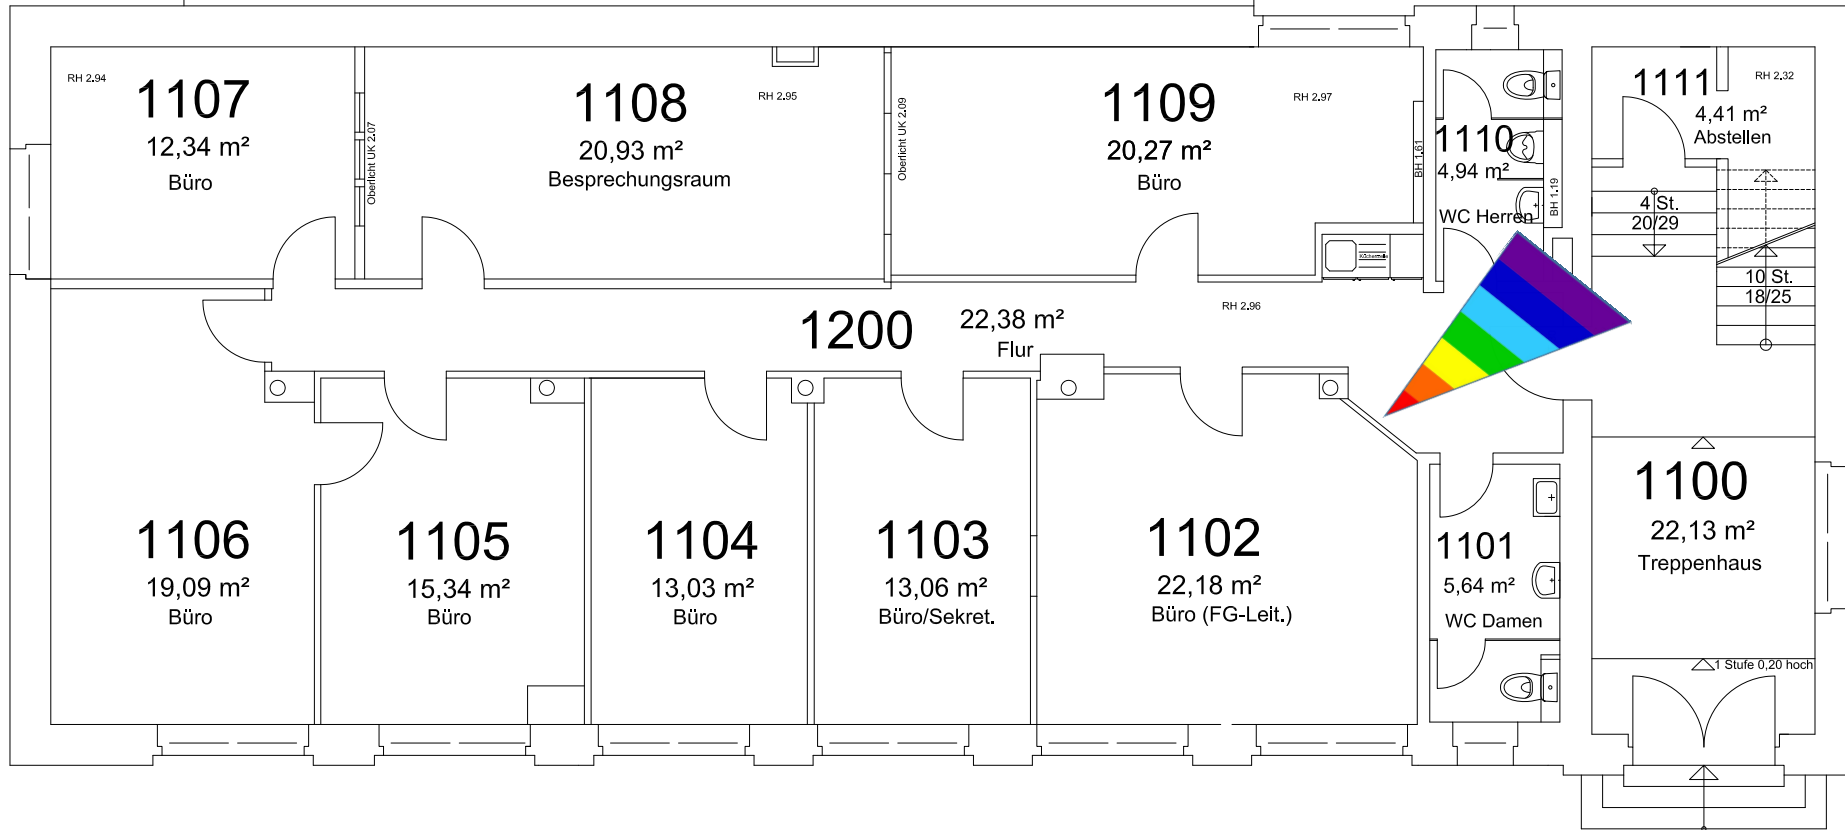 RH 2.94
1107
12,34 m²
Büro
Oberlicht UK 2.07
1108
20,93 m²
Besprechungsraum
RH 2.95
Oberlicht UK 2.09
1109
20,27 m²
Büro
RH 2.97
BH 1.61
1110
4,94 m²
WC Herren
BH 1.19
1111
4,41 m²
Abstellen
RH 2.32
4 St.
20/29
10 St.
18/25
1200
22,38 m²
Flur
RH 2.96
1106
19,09 m²
Büro
1105
15,34 m²
Büro
1104
13,03 m²
Büro
1103
13,06 m²
Büro/Sekret.
1102
22,18 m²
Büro (FG-Leit.)
1101
5,64 m²
WC Damen
1100
22,13 m²
Treppenhaus
1 Stufe 0,20 hoch